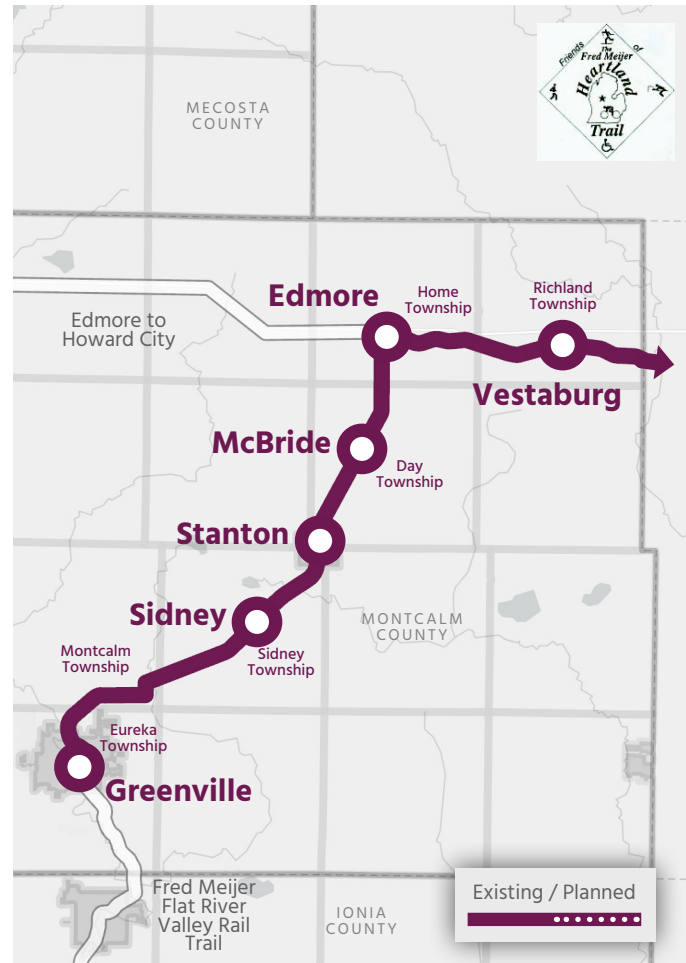 Friends of
The
Fred Meijer
Heartland
Trail
MECOSTA
COUNTY
Edmore
Home
Township
Richland
Township
Edmore to
Howard City
Vestaburg
McBride
Day
Township
Stanton
Sidney
MONTCALM
COUNTY
Montcalm
Township
Sidney
Township
Eureka
Township
Greenville
Fred Meijer
Flat River
Valley Rail
Trail
IONIA
COUNTY
Existing / Planned